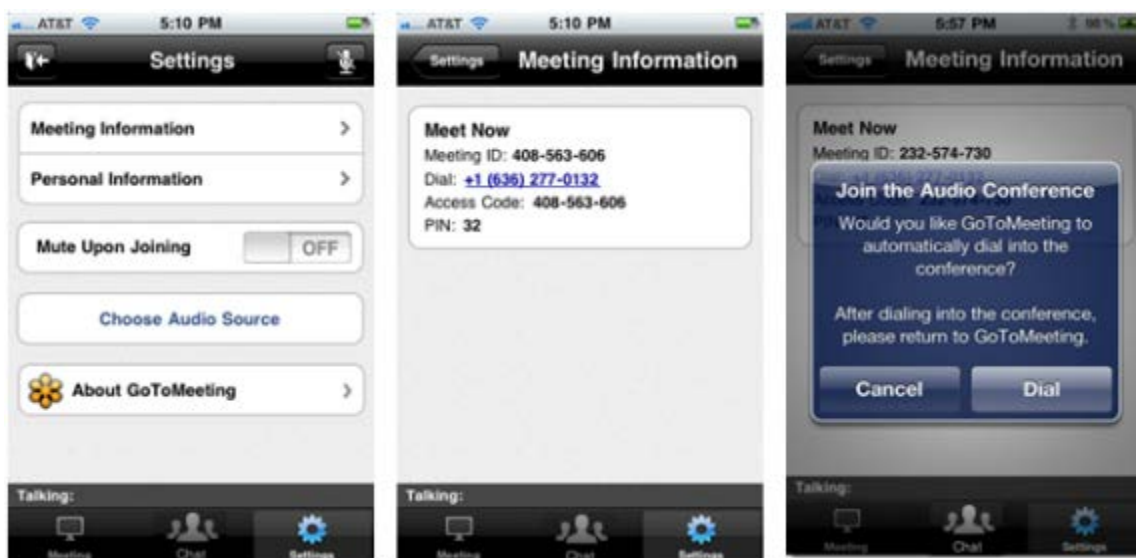 AT&T 5:10 PM
Settings
Meeting Information
Personal Information
Mute Upon Joining OFF
Choose Audio Source
About GoToMeeting
Talking:
Meeting Chat Settings
AT&T 5:10 PM
Settings Meeting Information
Meet Now
Meeting ID: 408-563-606
Dial: +1 (636) 277-0132
Access Code: 408-563-606
PIN: 32
Talking:
Meeting Chat Settings
AT&T 5:57 PM
Settings Meeting Information
Meet Now
Meeting ID: 232-574-730
Join the Audio Conference
Would you like GoToMeeting to
automatically dial into the
conference?
After dialing into the conference,
please return to GoToMeeting.
Cancel Dial
Talking:
Meeting Chat Settings